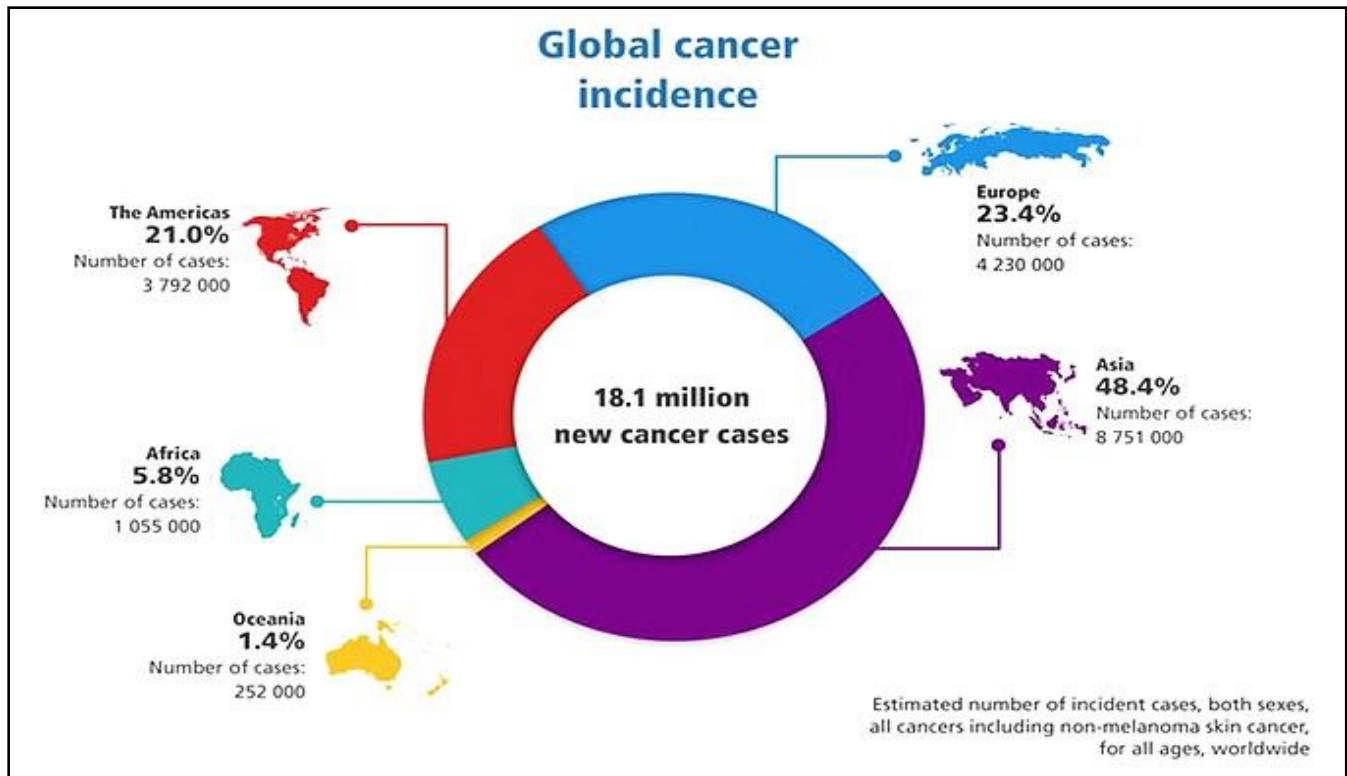 Global cancer
incidence
The Americas
21.0%
Number of cases:
3 792 000
Europe
23.4%
Number of cases:
4 230 000
18.1 million
new cancer cases
Asia
48.4%
Number of cases:
8 751 000
Africa
5.8%
Number of cases:
1 055 000
Oceania
1.4%
Number of cases:
252 000
Estimated number of incident cases, both sexes,
all cancers including non-melanoma skin cancer,
for all ages, worldwide